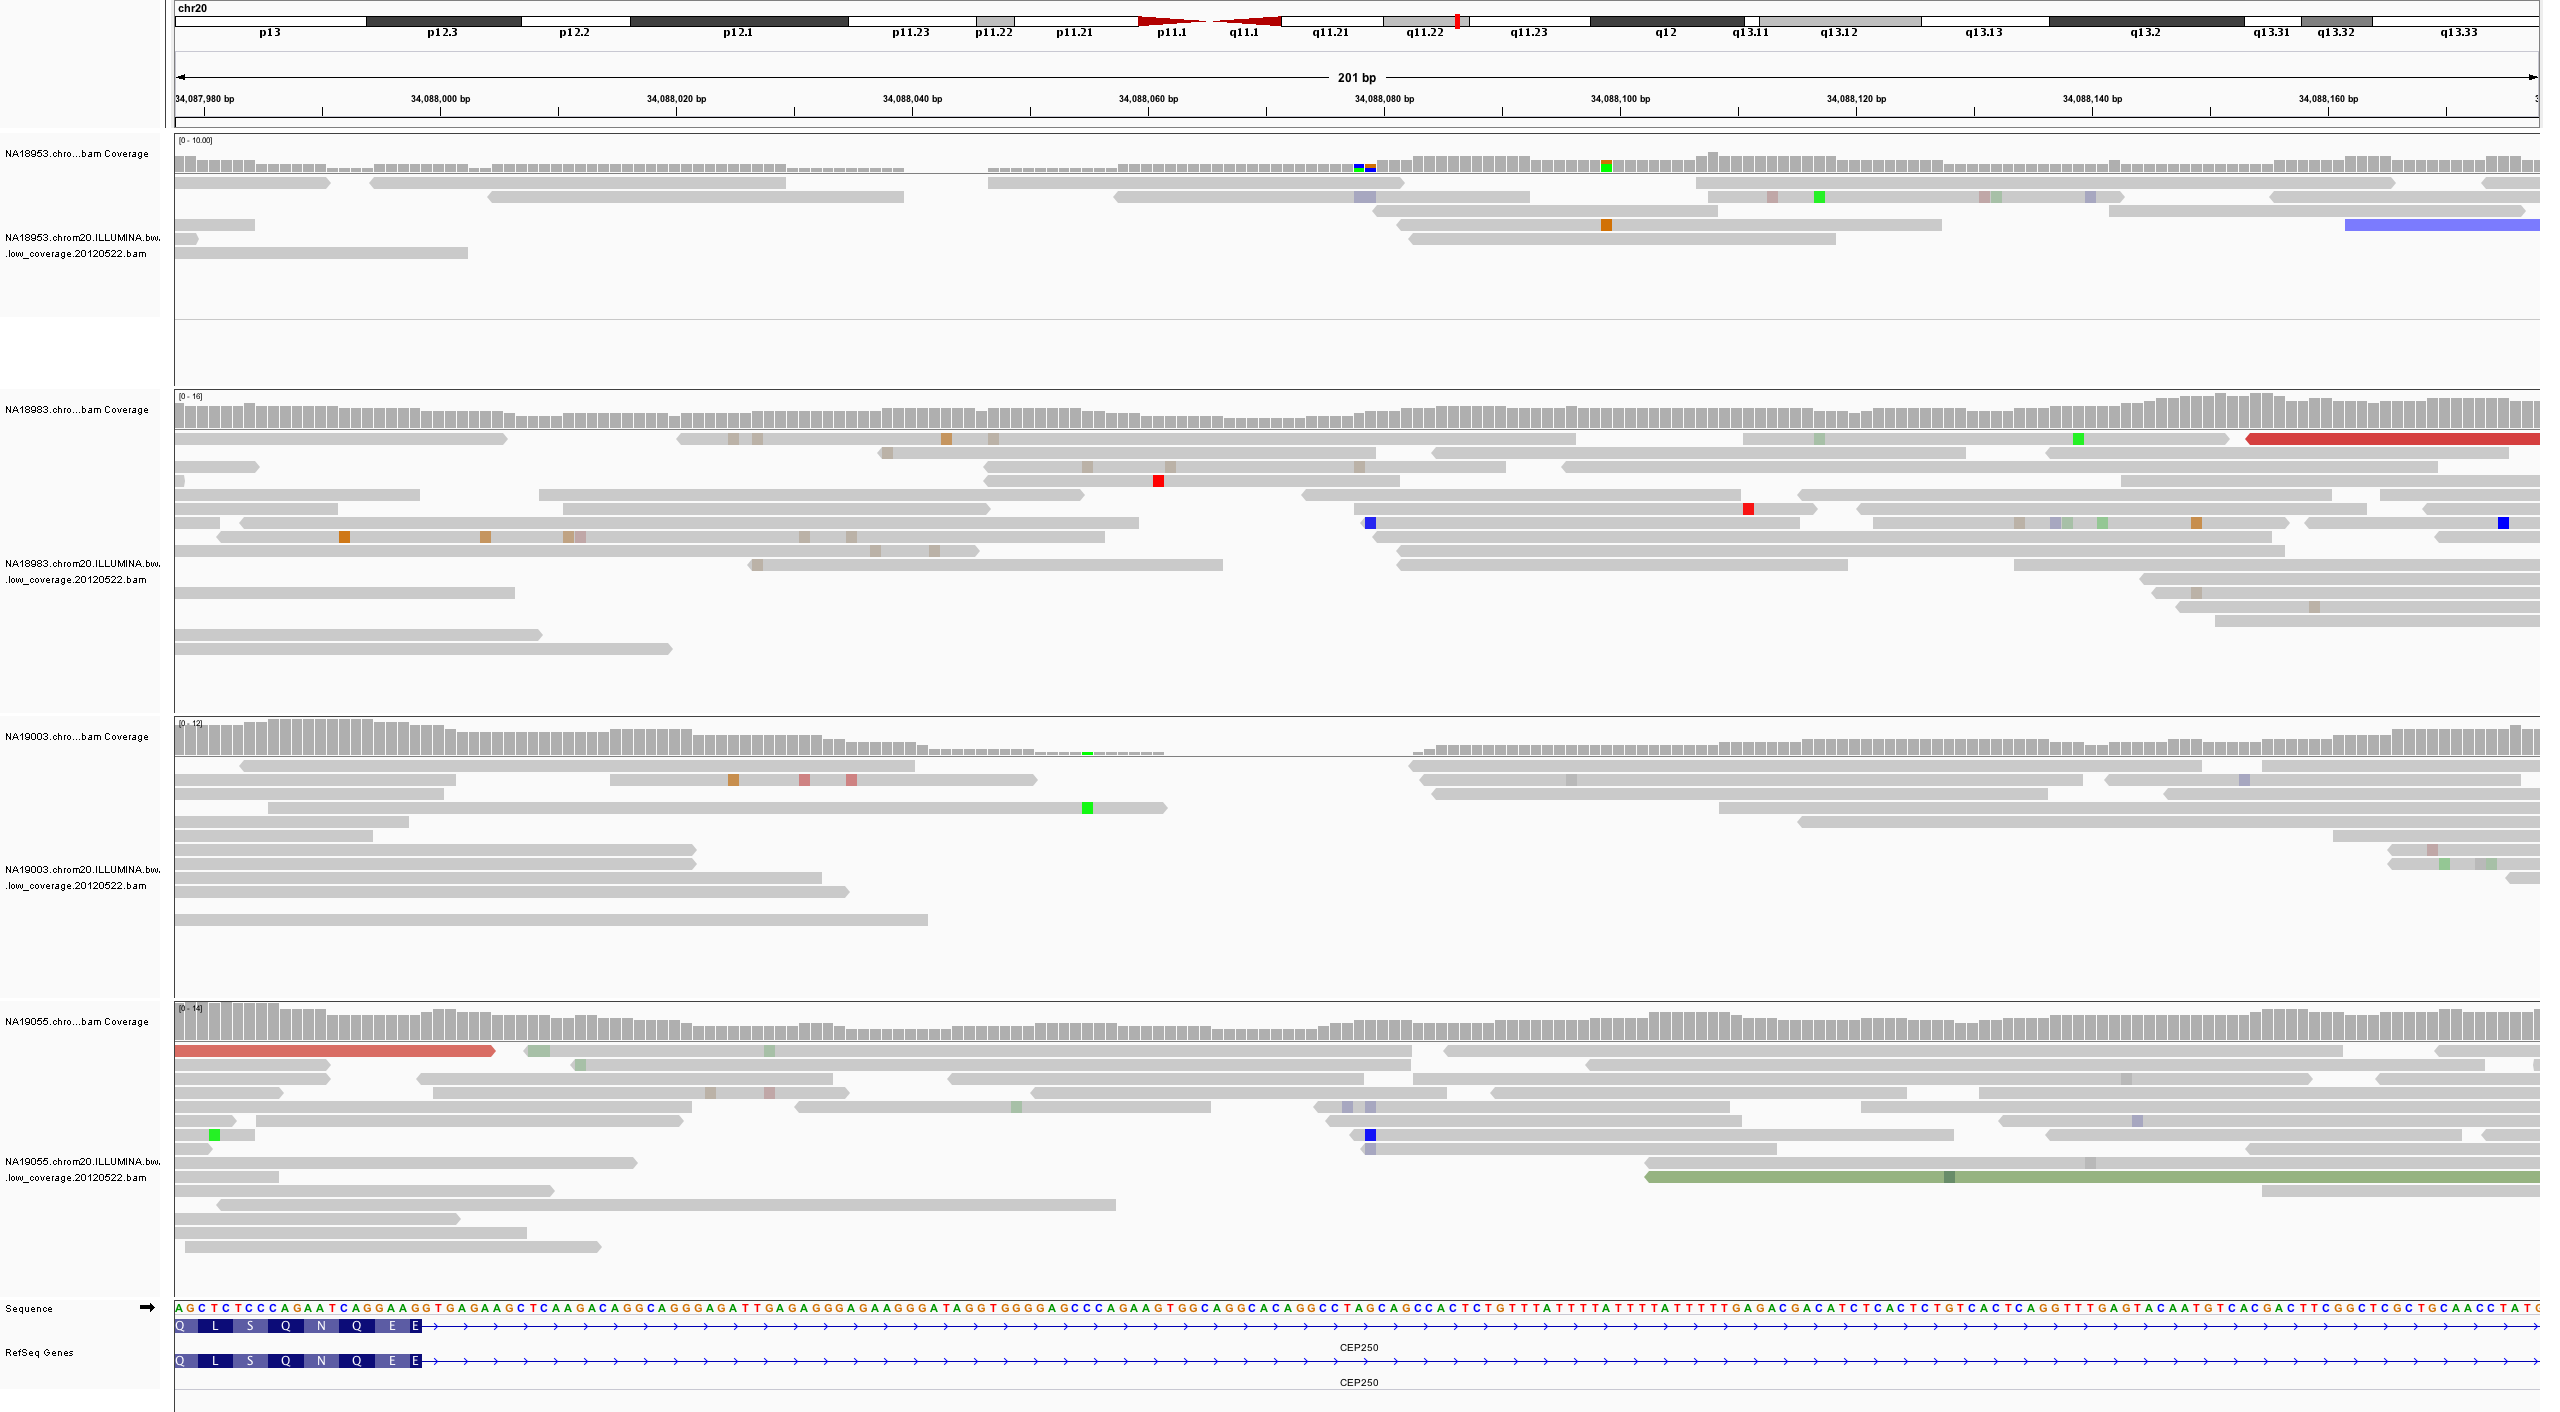 chr20
p13 p12.3 p12.2 p12.1 p11.23 p11.22 p11.21 p11.1 q11.1 q11.21 q11.22 q11.23 q12 q13.11 q13.12 q13.13 q13.2 q13.31 q13.32 q13.33
201 bp
34,087,980 bp 34,088,000 bp 34,088,020 bp 34,088,040 bp 34,088,060 bp 34,088,080 bp 34,088,100 bp 34,088,120 bp 34,088,140 bp 34,088,160 bp 3
[0 - 10.00]
NA18953.chro...bam Coverage
NA18953.chrom20.ILLUMINA.bw.
.low_coverage.20120522.bam
[0 - 16]
NA18983.chro...bam Coverage
NA18983.chrom20.ILLUMINA.bw.
.low_coverage.20120522.bam
[0 - 12]
NA19003.chro...bam Coverage
NA19003.chrom20.ILLUMINA.bw.
.low_coverage.20120522.bam
[0 - 14]
NA19055.chro...bam Coverage
NA19055.chrom20.ILLUMINA.bw.
.low_coverage.20120522.bam
Sequence AGCTCTCCCAGAATCAGGAAGGTGAGAAGCTCAAGACAGGCAGGGAGATTGAGAGGGAGAAGGGATAGGTGGGGAGCCCAGAAGTGGCAGGCACAGGCCTAGCAGCCACTCTGTTTATTTTATTTTATTTTTGAGACGACATCTCACTCTGTCACTCAGGTTTGAGTACAATGTCACGACTTCGGCTCGCTGCAACCTATG
Q L S Q N Q E E
CEP250
RefSeq Genes
Q L S Q N Q E E
CEP250